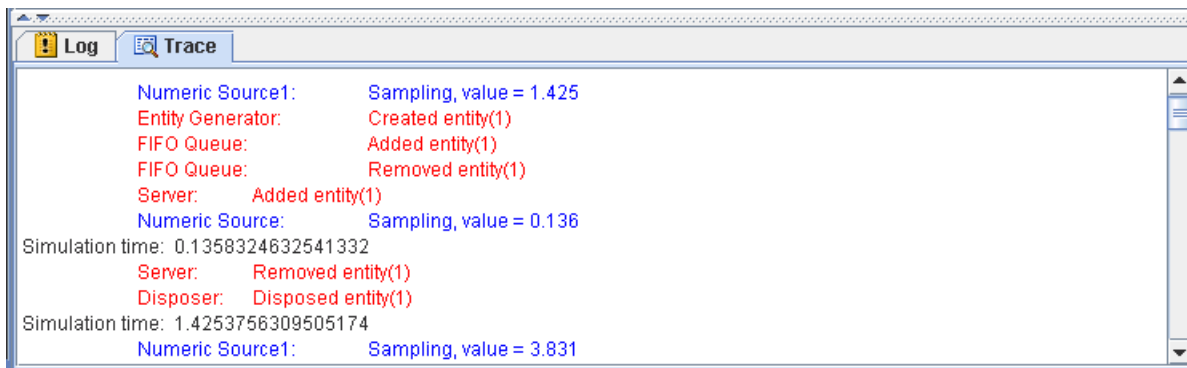 Log Trace
Numeric Source1: Sampling, value = 1.425
Entity Generator: Created entity(1)
FIFO Queue: Added entity(1)
FIFO Queue: Removed entity(1)
Server: Added entity(1)
Numeric Source: Sampling, value = 0.136
Simulation time: 0.1358324632541332
Server: Removed entity(1)
Disposer: Disposed entity(1)
Simulation time: 1.4253756309505174
Numeric Source1: Sampling, value = 3.831